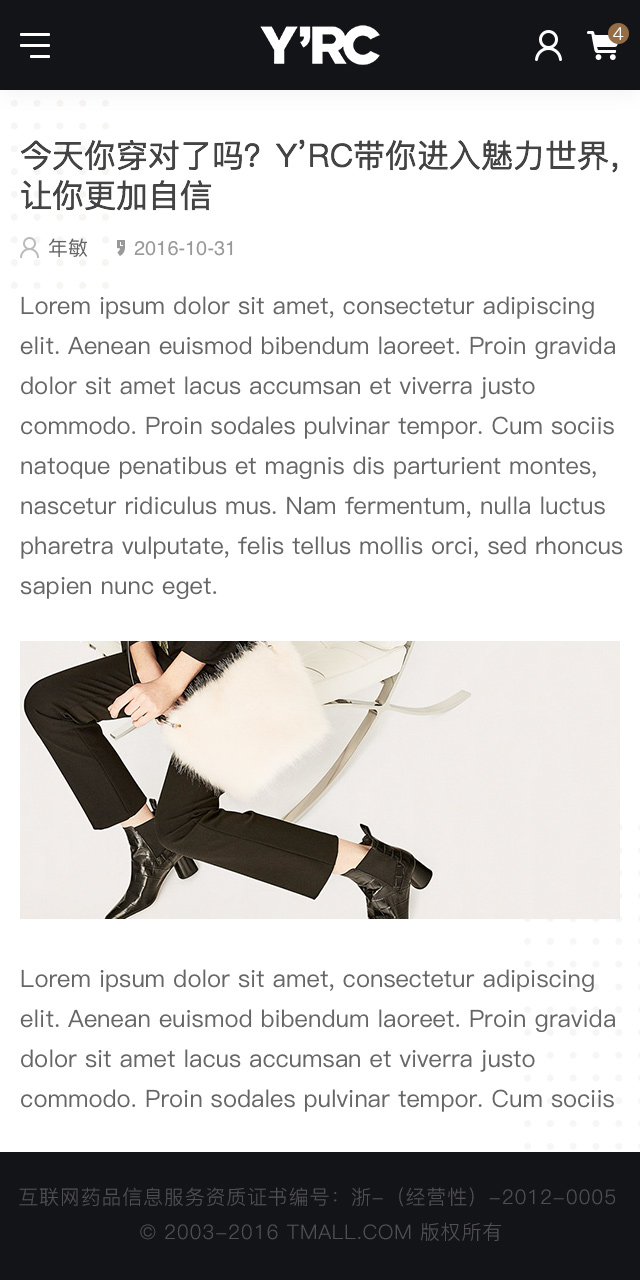 Y’RC
4
今天你穿对了吗？Y’RC带你进入魅力世界，
让你更加自信
年敏 2016-10-31
Lorem ipsum dolor sit amet, consectetur adipiscing
elit. Aenean euismod bibendum laoreet. Proin gravida
dolor sit amet lacus accumsan et viverra justo
commodo. Proin sodales pulvinar tempor. Cum sociis
natoque penatibus et magnis dis parturient montes,
nascetur ridiculus mus. Nam fermentum, nulla luctus
pharetra vulputate, felis tellus mollis orci, sed rhoncus
sapien nunc eget.
Lorem ipsum dolor sit amet, consectetur adipiscing
elit. Aenean euismod bibendum laoreet. Proin gravida
dolor sit amet lacus accumsan et viverra justo
commodo. Proin sodales pulvinar tempor. Cum sociis
互联网药品信息服务资质证书编号：浙-（经营性）-2012-0005
© 2003-2016 TMALL.COM 版权所有